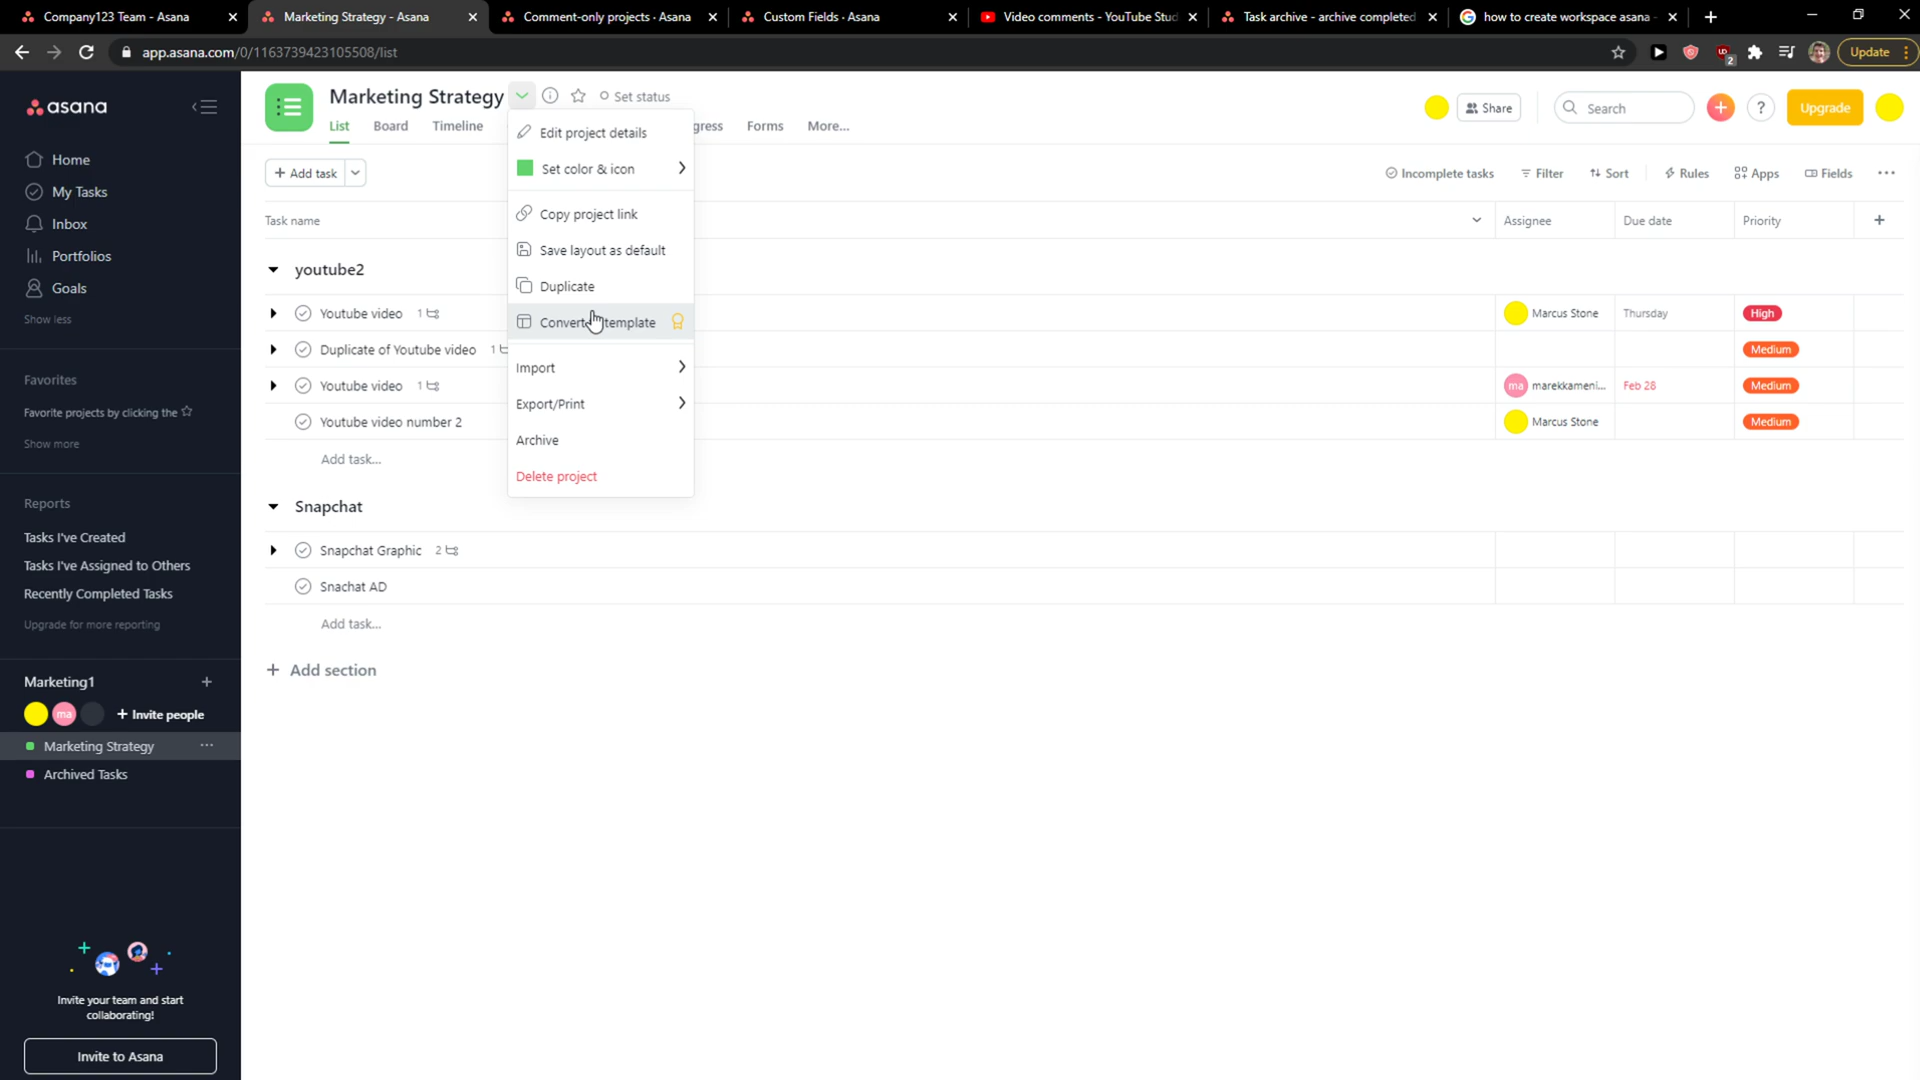 Company123 Team - Asana
Marketing Strategy - Asana
Comment-only projects · Asana
Custom Fields · Asana
Video comments - YouTube Stud
Task archive - archive completed
how to create workspace asana -
app.asana.com/0/1163739423105508/list
2
Update
asana
Home
My Tasks
Inbox
Portfolios
Goals
Show less
Favorites
Favorite projects by clicking the
Show more
Reports
Tasks I've Created
Tasks I've Assigned to Others
Recently Completed Tasks
Upgrade for more reporting
Marketing1
ma
+ Invite people
Marketing Strategy
Archived Tasks
Invite your team and start
collaborating!
Invite to Asana
Marketing Strategy
Set status
List
Board
Timeline
gress
Forms
More...
Share
Search
?
Upgrade
+ Add task
Incomplete tasks
Filter
Sort
Rules
Apps
Fields
Task name
Assignee
Due date
Priority
youtube2
Youtube video 1
Marcus Stone
Thursday
High
Duplicate of Youtube video 1
Medium
Youtube video 1
ma marekkameni...
Feb 28
Medium
Youtube video number 2
Marcus Stone
Medium
Add task...
Snapchat
Snapchat Graphic 2
Snachat AD
Add task...
+ Add section
Edit project details
Set color & icon
Copy project link
Save layout as default
Duplicate
Convert template
Import
Export/Print
Archive
Delete project